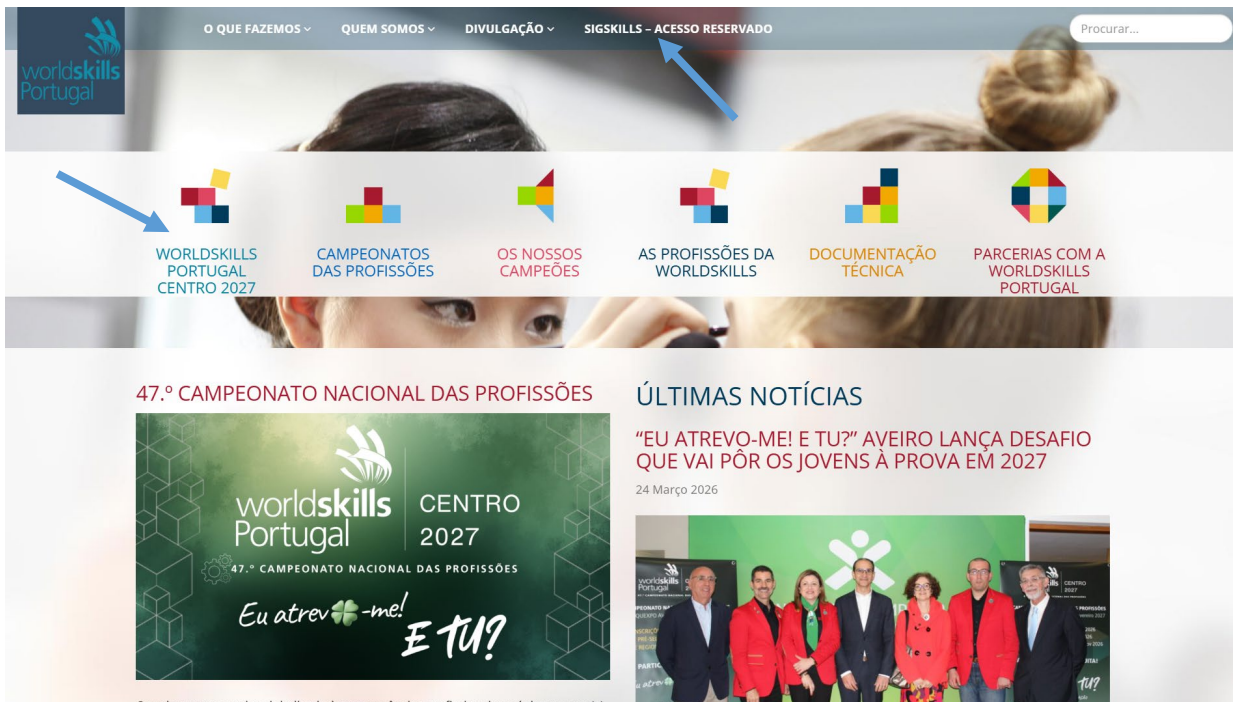 O QUE FAZEMOS
QUEM SOMOS
DIVULGAÇÃO
SIGSKILLS – ACESSO RESERVADO
Procurar...
worldskills
Portugal
WORLDSKILLS
PORTUGAL
CENTRO 2027
CAMPEONATOS
DAS PROFISSÕES
OS NOSSOS
CAMPEÕES
AS PROFISSÕES DA
WORLDSKILLS
DOCUMENTAÇÃO
TÉCNICA
PARCERIAS COM A
WORLDSKILLS
PORTUGAL
47.º CAMPEONATO NACIONAL DAS PROFISSÕES
worldskills
Portugal
CENTRO
2027
47.º CAMPEONATO NACIONAL DAS PROFISSÕES
Eu atrev -me!
E TU?
ÚLTIMAS NOTÍCIAS
“EU ATREVO-ME! E TU?” AVEIRO LANÇA DESAFIO
QUE VAI PÔR OS JOVENS À PROVA EM 2027
24 Março 2026
worldskills
Portugal
CENTRO
2027
TU?